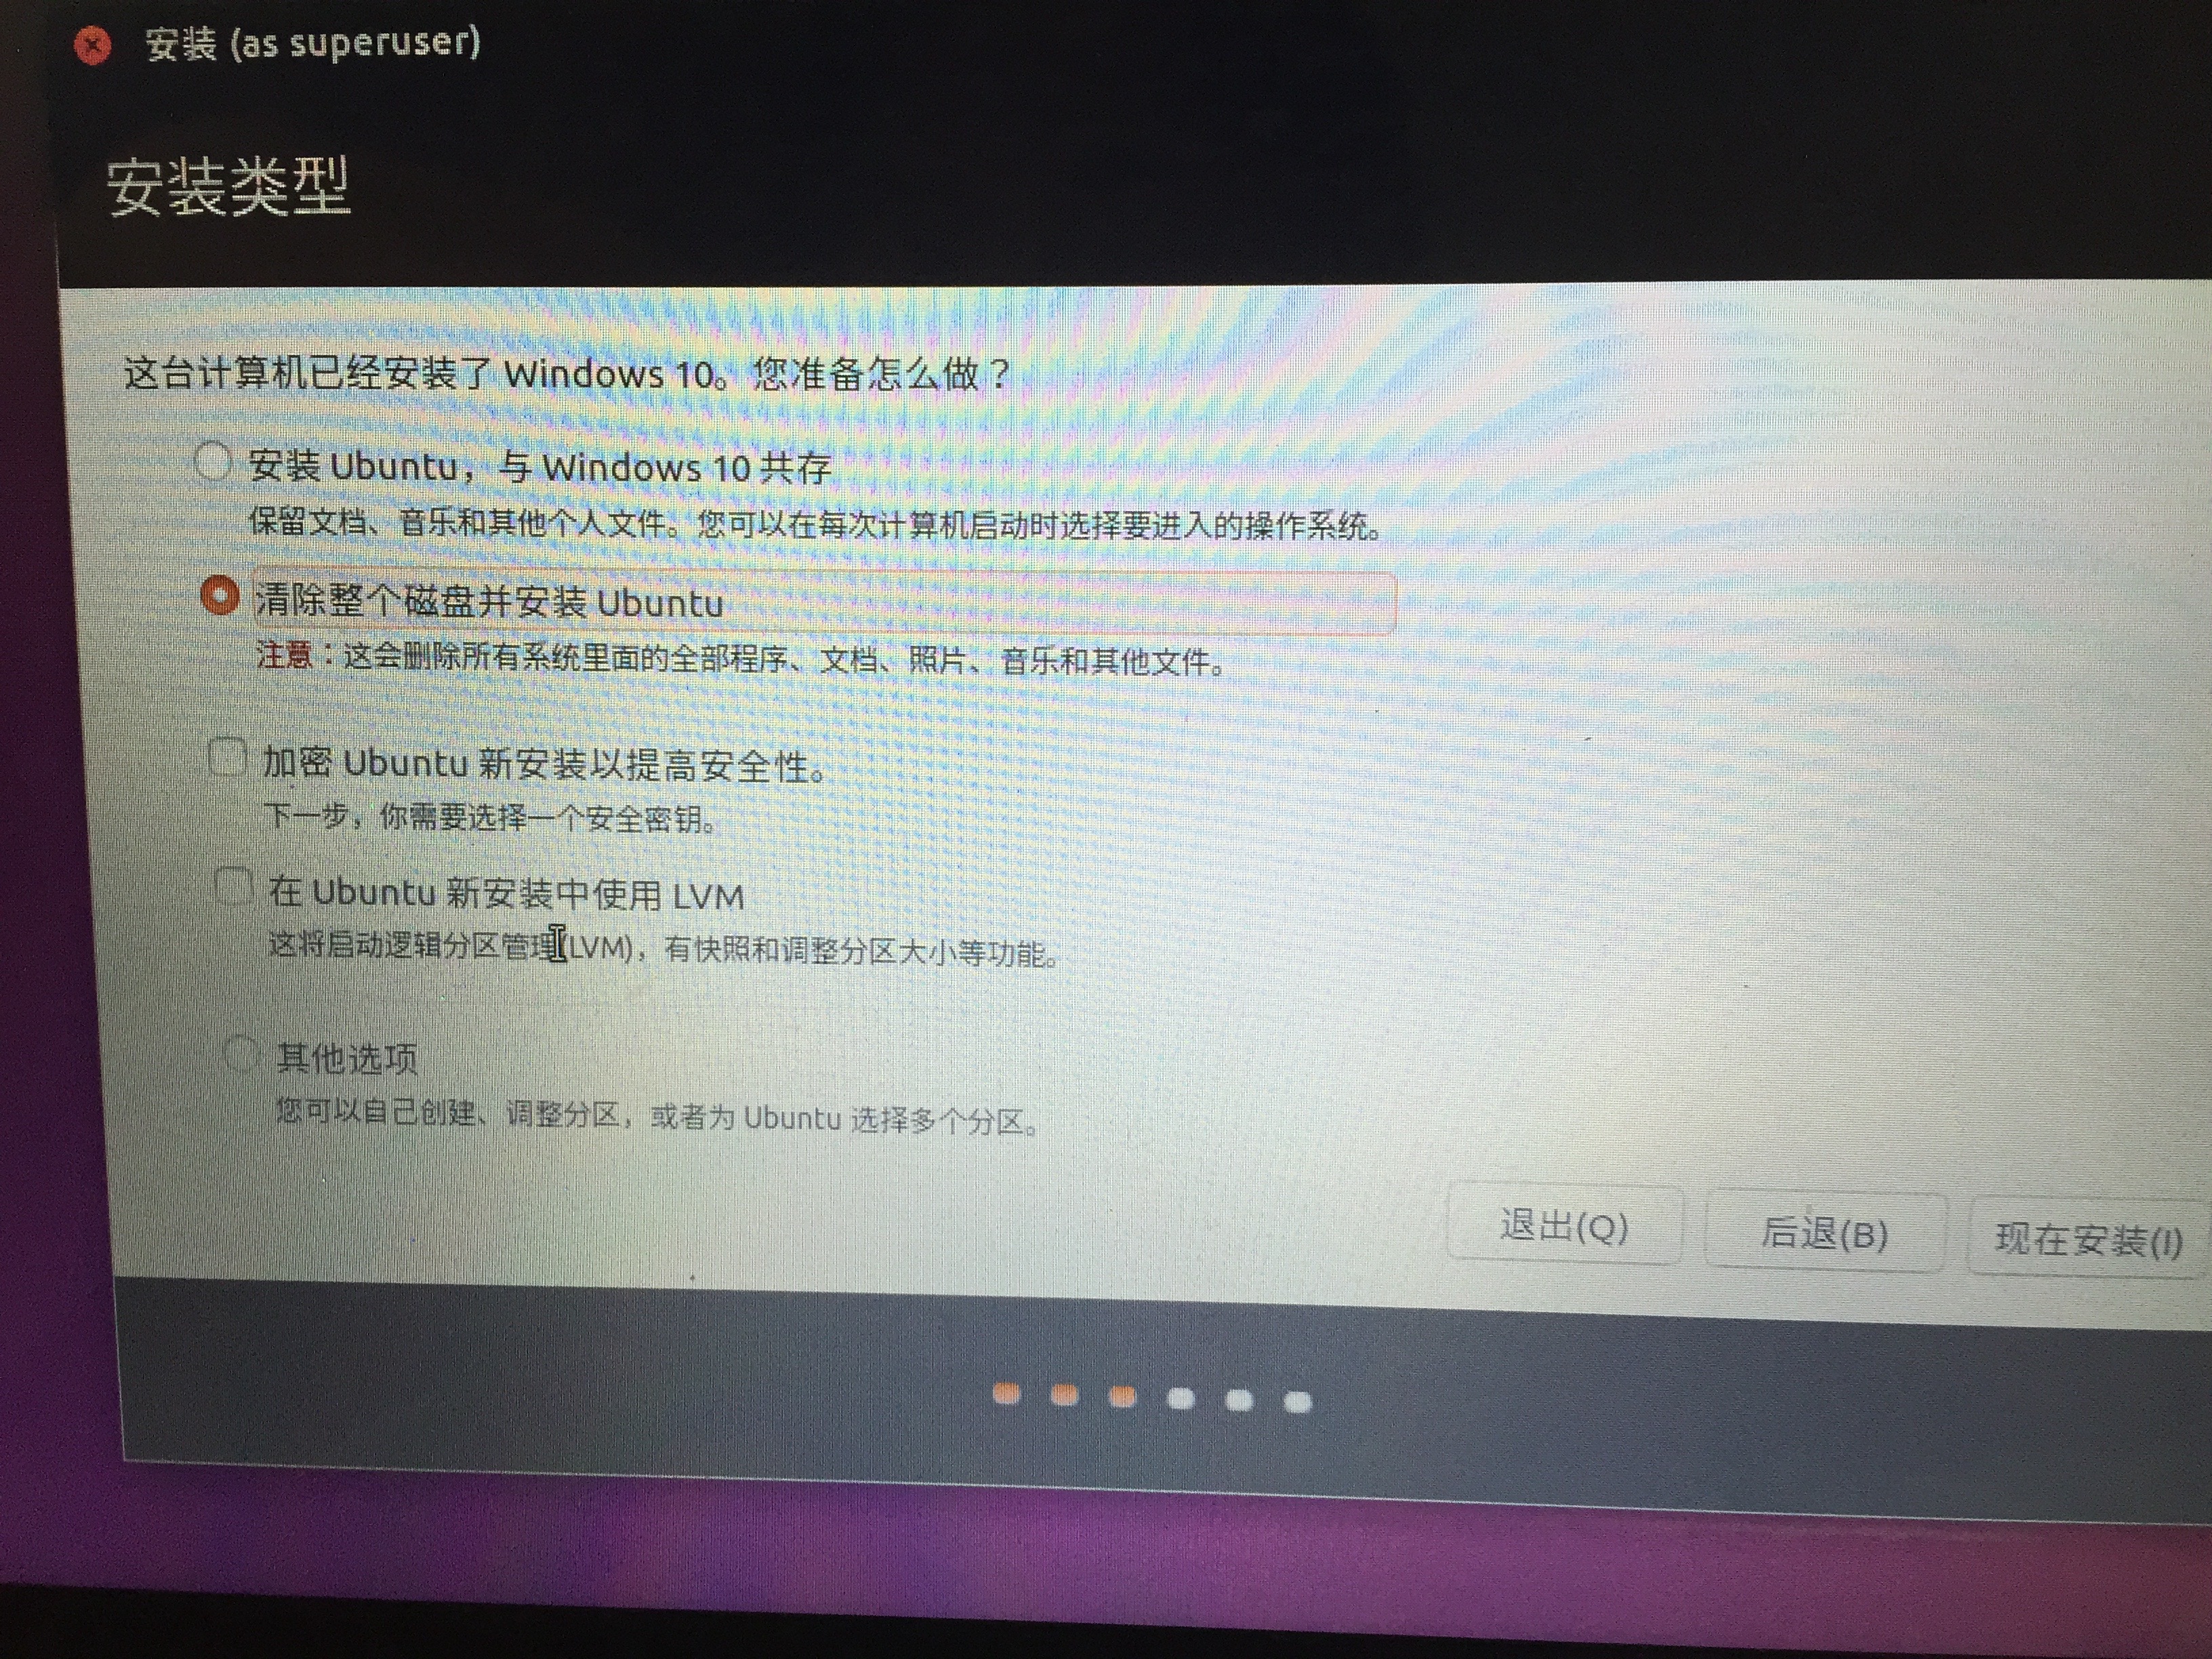 安装 (as superuser)
安装类型
这台计算机已经安装了 Windows 10。您准备怎么做？
安装 Ubuntu，与 Windows 10 共存
保留文档、音乐和其他个人文件。您可以在每次计算机启动时选择要进入的操作系统。
清除整个磁盘并安装 Ubuntu
注意：这会删除所有系统里面的全部程序、文档、照片、音乐和其他文件。
加密 Ubuntu 新安装以提高安全性。
下一步，你需要选择一个安全密钥。
在 Ubuntu 新安装中使用 LVM
这将启动逻辑分区管理(LVM)，有快照和调整分区大小等功能。
其他选项
您可以自己创建、调整分区，或者为 Ubuntu 选择多个分区。
退出(Q) 后退(B) 现在安装(I)